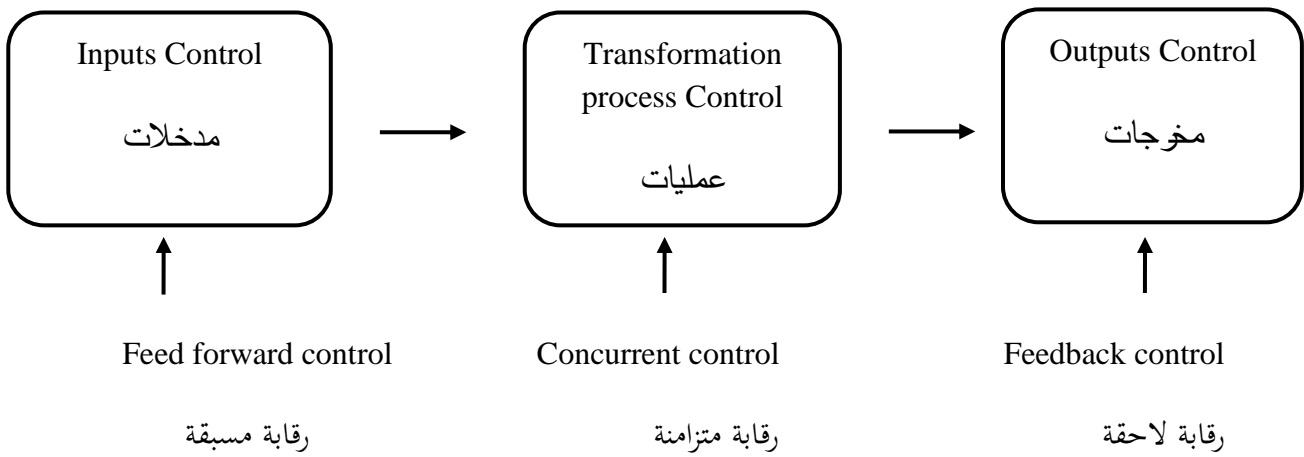 Inputs Control
مدخلات
Transformation
process Control
عمليات
Outputs Control
مخرجات
Feed forward control
Concurrent control
Feedback control
رقابة مسبقة
رقابة متزامنة
رقابة لاحقة